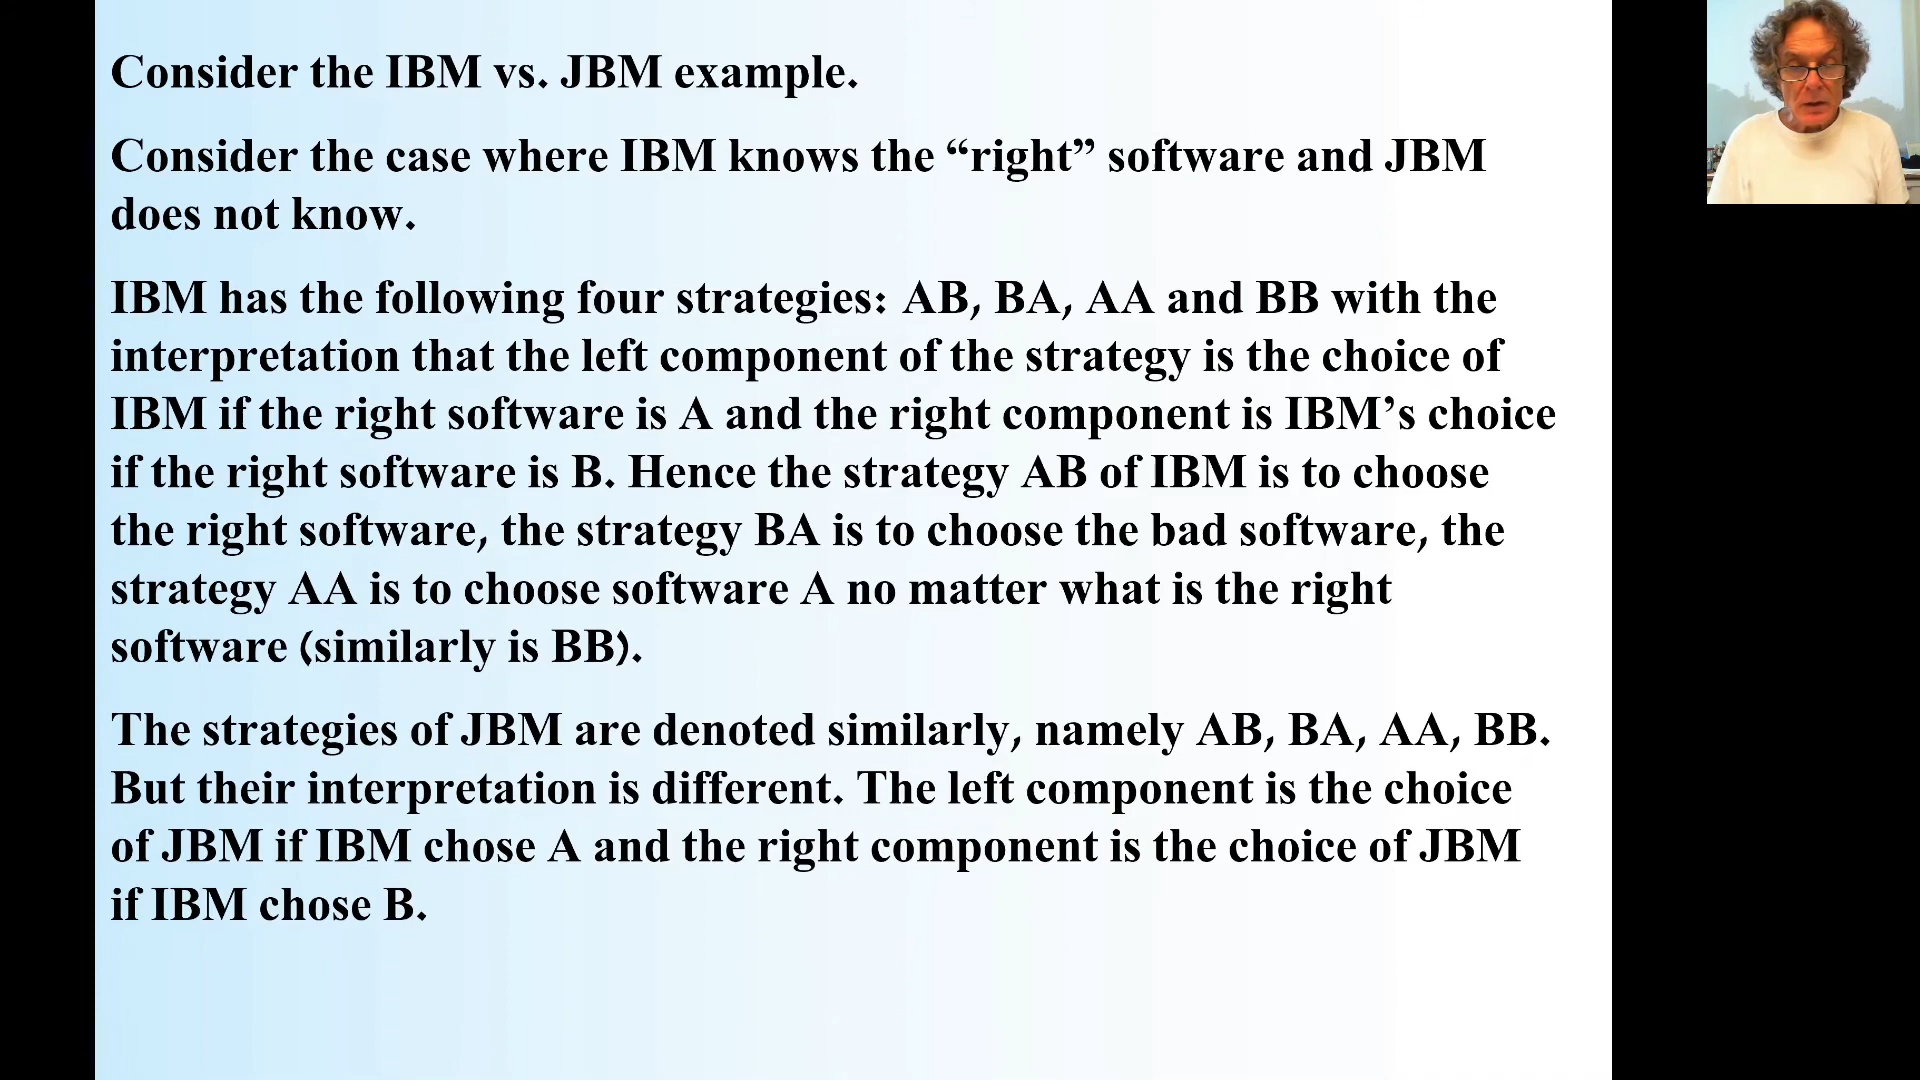 Consider the IBM vs. JBM example.
Consider the case where IBM knows the “right” software and JBM
does not know.
IBM has the following four strategies: AB, BA, AA and BB with the
interpretation that the left component of the strategy is the choice of
IBM if the right software is A and the right component is IBM’s choice
if the right software is B. Hence the strategy AB of IBM is to choose
the right software, the strategy BA is to choose the bad software, the
strategy AA is to choose software A no matter what is the right
software (similarly is BB).
The strategies of JBM are denoted similarly, namely AB, BA, AA, BB.
But their interpretation is different. The left component is the choice
of JBM if IBM chose A and the right component is the choice of JBM
if IBM chose B.